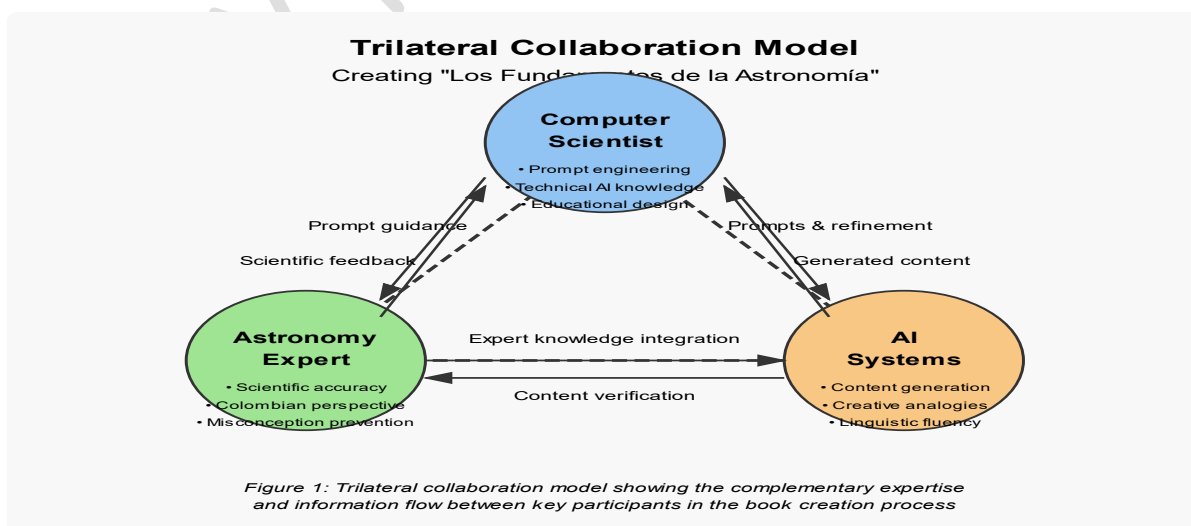 Trilateral Collaboration Model
Creating "Los Fundamentos de la Astronomía"
Computer
Scientist
• Prompt engineering
• Technical AI knowledge
• Educational design
Prompt guidance
Prompts & refinement
Scientific feedback
Generated content
Astronomy
Expert
• Scientific accuracy
• Colombian perspective
• Misconception prevention
Expert knowledge integration
Content verification
AI
Systems
• Content generation
• Creative analogies
• Linguistic fluency
Figure 1: Trilateral collaboration model showing the complementary expertise
and information flow between key participants in the book creation process